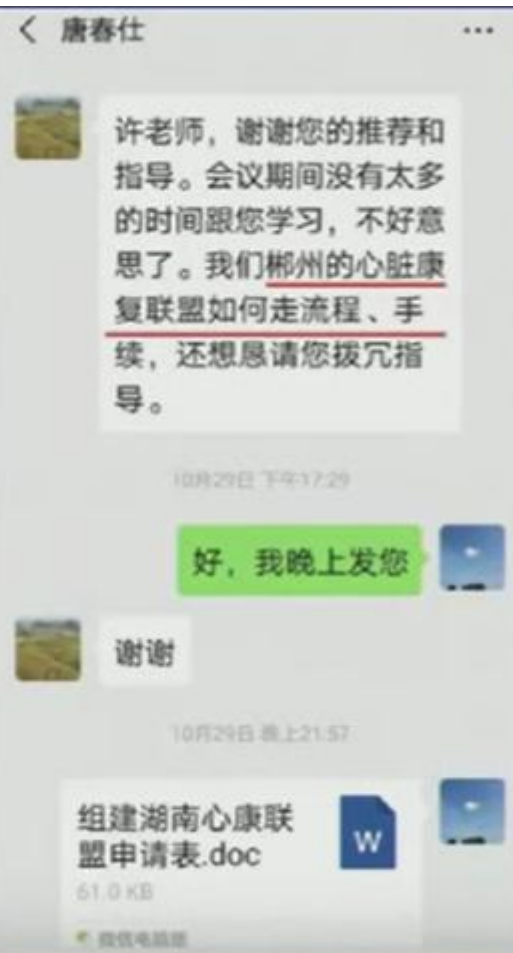 唐春仕
许老师，谢谢您的推荐和
指导。会议期间没有太多
的时间跟您学习，不好意
思了。我们郴州的心脏康
复联盟如何走流程、手
续，还想恳请您拨冗指
导。
10月29日 下午17:29
好，我晚上发您
谢谢
10月29日 晚上21:57
组建湖南心康联
盟申请表.doc
W
61.0 KB
微信电脑版